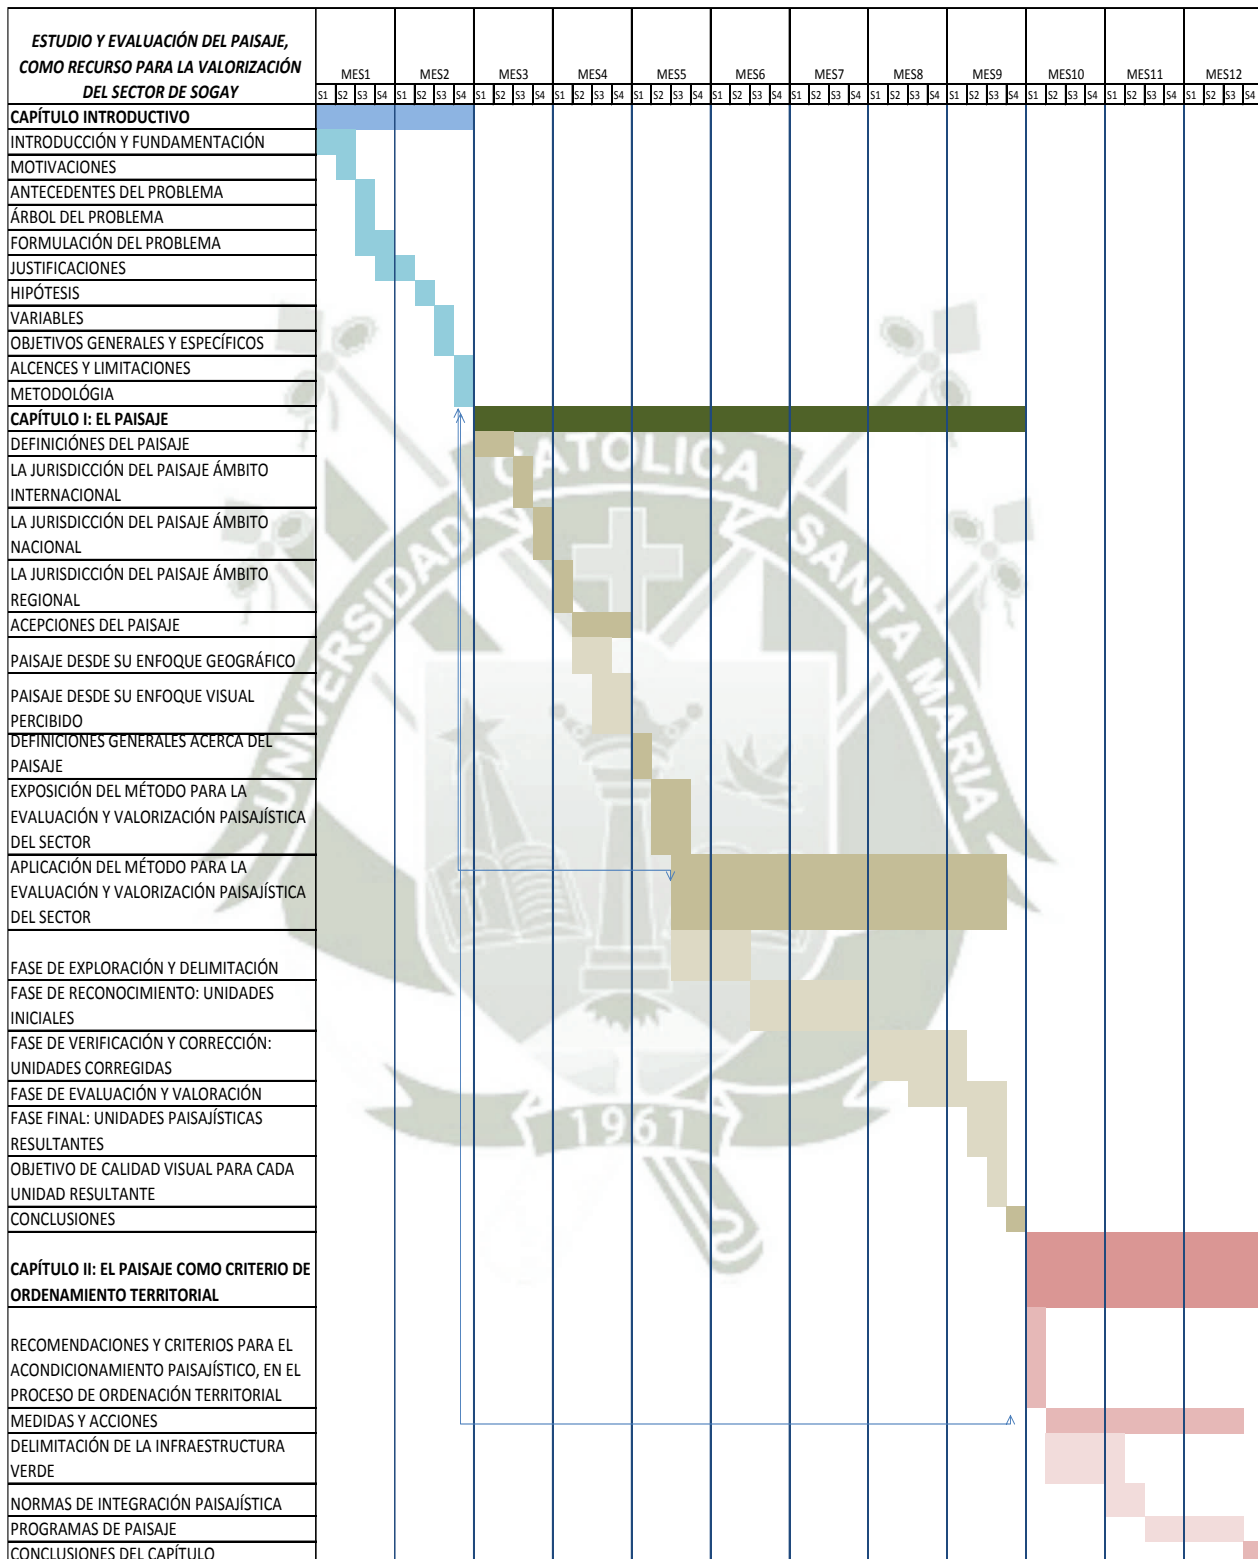 ESTUDIO Y EVALUACIÓN DEL PAISAJE,
COMO RECURSO PARA LA VALORIZACIÓN
DEL SECTOR DE SOGAY
MES1 MES2 MES3 MES4 MES5 MES6 MES7 MES8 MES9 MES10 MES11 MES12
S1 S2 S3 S4 S1 S2 S3 S4 S1 S2 S3 S4 S1 S2 S3 S4 S1 S2 S3 S4 S1 S2 S3 S4 S1 S2 S3 S4 S1 S2 S3 S4 S1 S2 S3 S4 S1 S2 S3 S4 S1 S2 S3 S4 S1 S2 S3 S4
CAPÍTULO INTRODUCTIVO
INTRODUCCIÓN Y FUNDAMENTACIÓN
MOTIVACIONES
ANTECEDENTES DEL PROBLEMA
ÁRBOL DEL PROBLEMA
FORMULACIÓN DEL PROBLEMA
JUSTIFICACIONES
HIPÓTESIS
VARIABLES
OBJETIVOS GENERALES Y ESPECÍFICOS
ALCENCES Y LIMITACIONES
METODOLÓGIA
CAPÍTULO I: EL PAISAJE
DEFINICIÓNES DEL PAISAJE
LA JURISDICCIÓN DEL PAISAJE ÁMBITO
INTERNACIONAL
LA JURISDICCIÓN DEL PAISAJE ÁMBITO
NACIONAL
LA JURISDICCIÓN DEL PAISAJE ÁMBITO
REGIONAL
ACEPCIONES DEL PAISAJE
PAISAJE DESDE SU ENFOQUE GEOGRÁFICO
PAISAJE DESDE SU ENFOQUE VISUAL
PERCIBIDO
DEFINICIONES GENERALES ACERCA DEL
PAISAJE
EXPOSICIÓN DEL MÉTODO PARA LA
EVALUACIÓN Y VALORIZACIÓN PAISAJÍSTICA
DEL SECTOR
APLICACIÓN DEL MÉTODO PARA LA
EVALUACIÓN Y VALORIZACIÓN PAISAJÍSTICA
DEL SECTOR
FASE DE EXPLORACIÓN Y DELIMITACIÓN
FASE DE RECONOCIMIENTO: UNIDADES
INICIALES
FASE DE VERIFICACIÓN Y CORRECCIÓN:
UNIDADES CORREGIDAS
FASE DE EVALUACIÓN Y VALORACIÓN
FASE FINAL: UNIDADES PAISAJÍSTICAS
RESULTANTES
OBJETIVO DE CALIDAD VISUAL PARA CADA
UNIDAD RESULTANTE
CONCLUSIONES
CAPÍTULO II: EL PAISAJE COMO CRITERIO DE
ORDENAMIENTO TERRITORIAL
RECOMENDACIONES Y CRITERIOS PARA EL
ACONDICIONAMIENTO PAISAJÍSTICO, EN EL
PROCESO DE ORDENACIÓN TERRITORIAL
MEDIDAS Y ACCIONES
DELIMITACIÓN DE LA INFRAESTRUCTURA
VERDE
NORMAS DE INTEGRACIÓN PAISAJÍSTICA
PROGRAMAS DE PAISAJE
CONCLUSIONES DEL CAPÍTULO
UNIVERSIDAD CATOLICA SANTA MARIA
1961